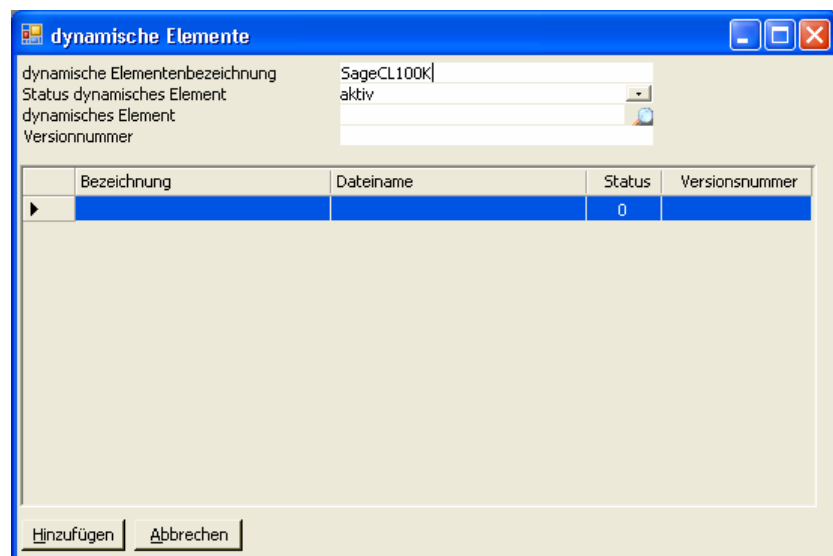 dynamische Elemente
dynamische Elementenbezeichnung SageCL100K
Status dynamisches Element aktiv
dynamisches Element
Versionnummer
Bezeichnung Dateiname Status Versionsnummer
0
Hinzufügen Abbrechen